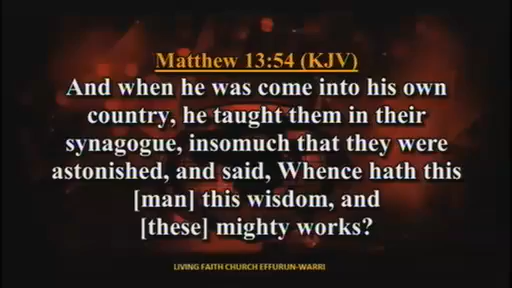 Matthew 13:54 (KJV)
And when he was come into his own
country, he taught them in their
synagogue, insomuch that they were
astonished, and said, Whence hath this
[man] this wisdom, and
[these] mighty works?
LIVING FAITH CHURCH EFFURUN-WARRI